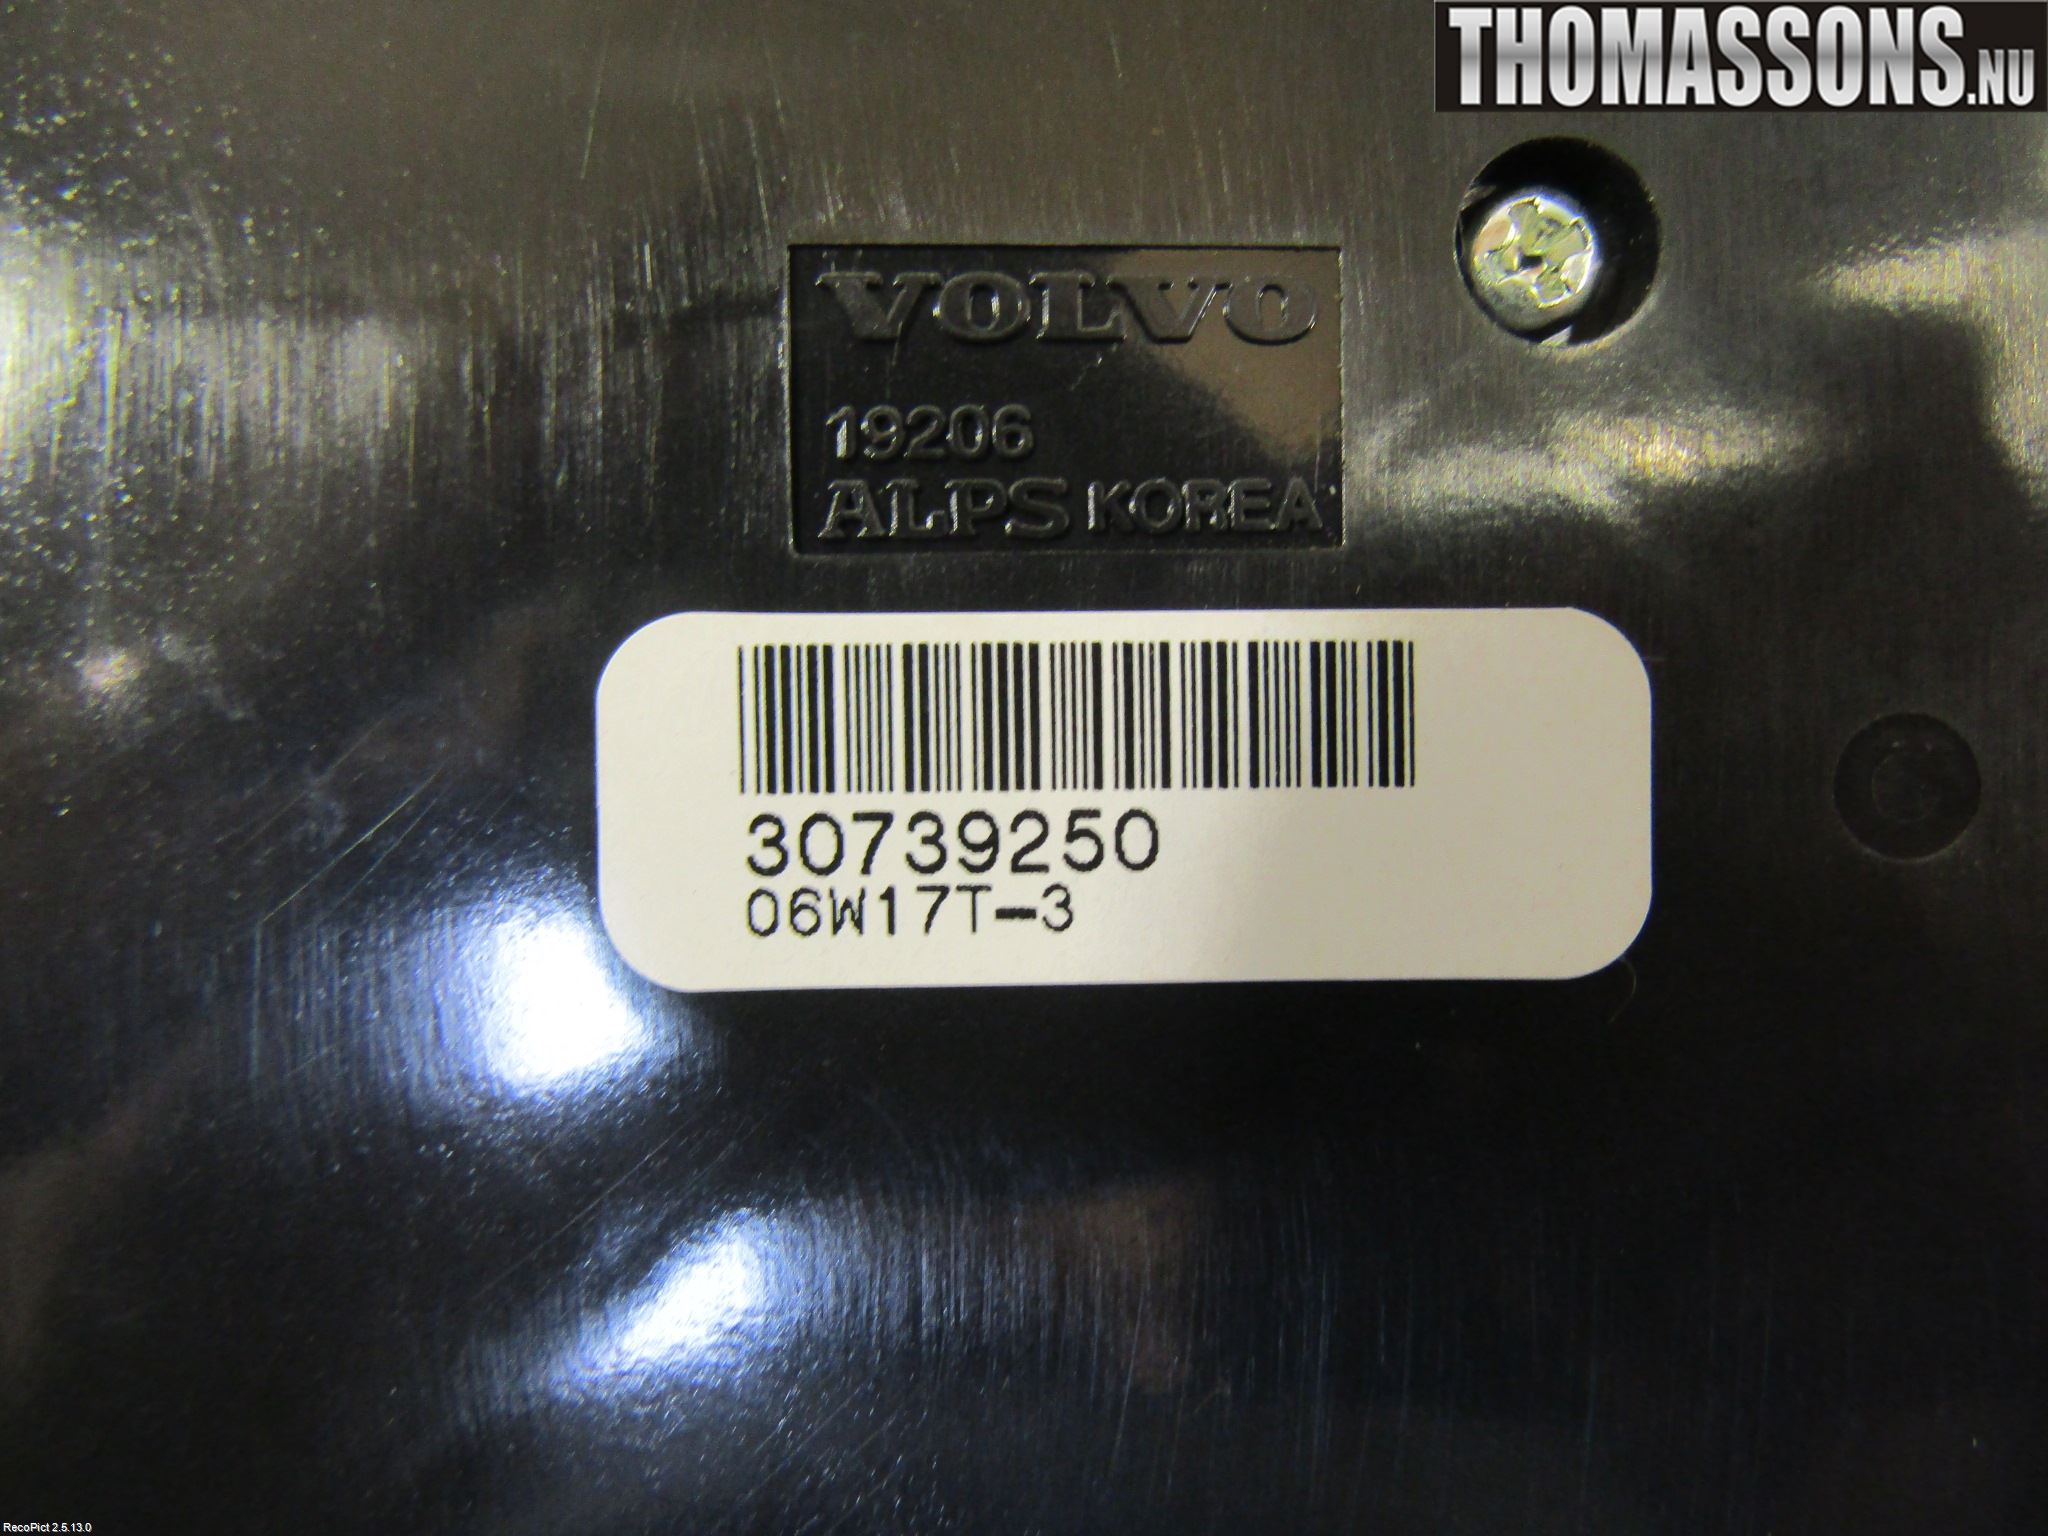 THOMASSONS.NU
VOLVO
19206
ALPS KOREA
30739250
06W17T-3
RecoPict 2.5.13.0